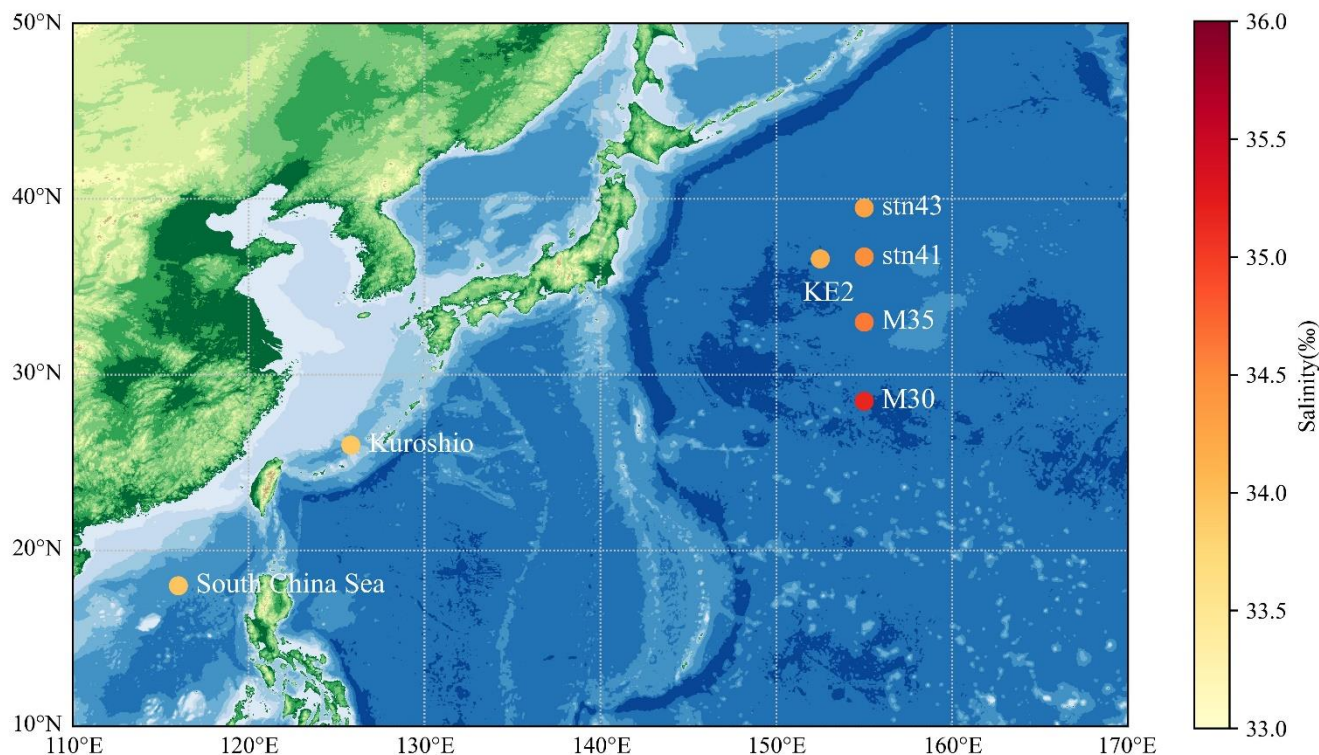 50°N
40°N
30°N
20°N
10°N
110°E 120°E 130°E 140°E 150°E 160°E 170°E
stn43
stn41
KE2
M35
M30
Kuroshio
South China Sea
36.0
35.5
35.0
34.5
34.0
33.5
33.0
Salinity(‰)